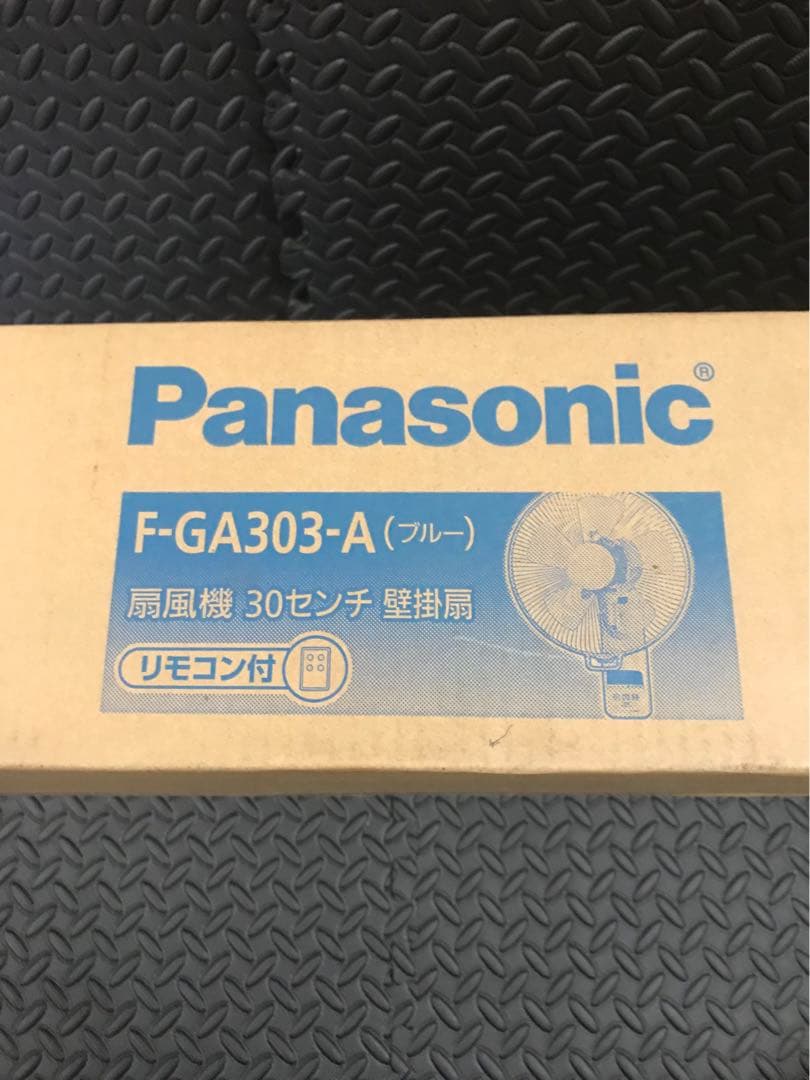 Panasonic®
F-GA303-A(ブルー)
扇風機 30センチ 壁掛扇
リモコン付